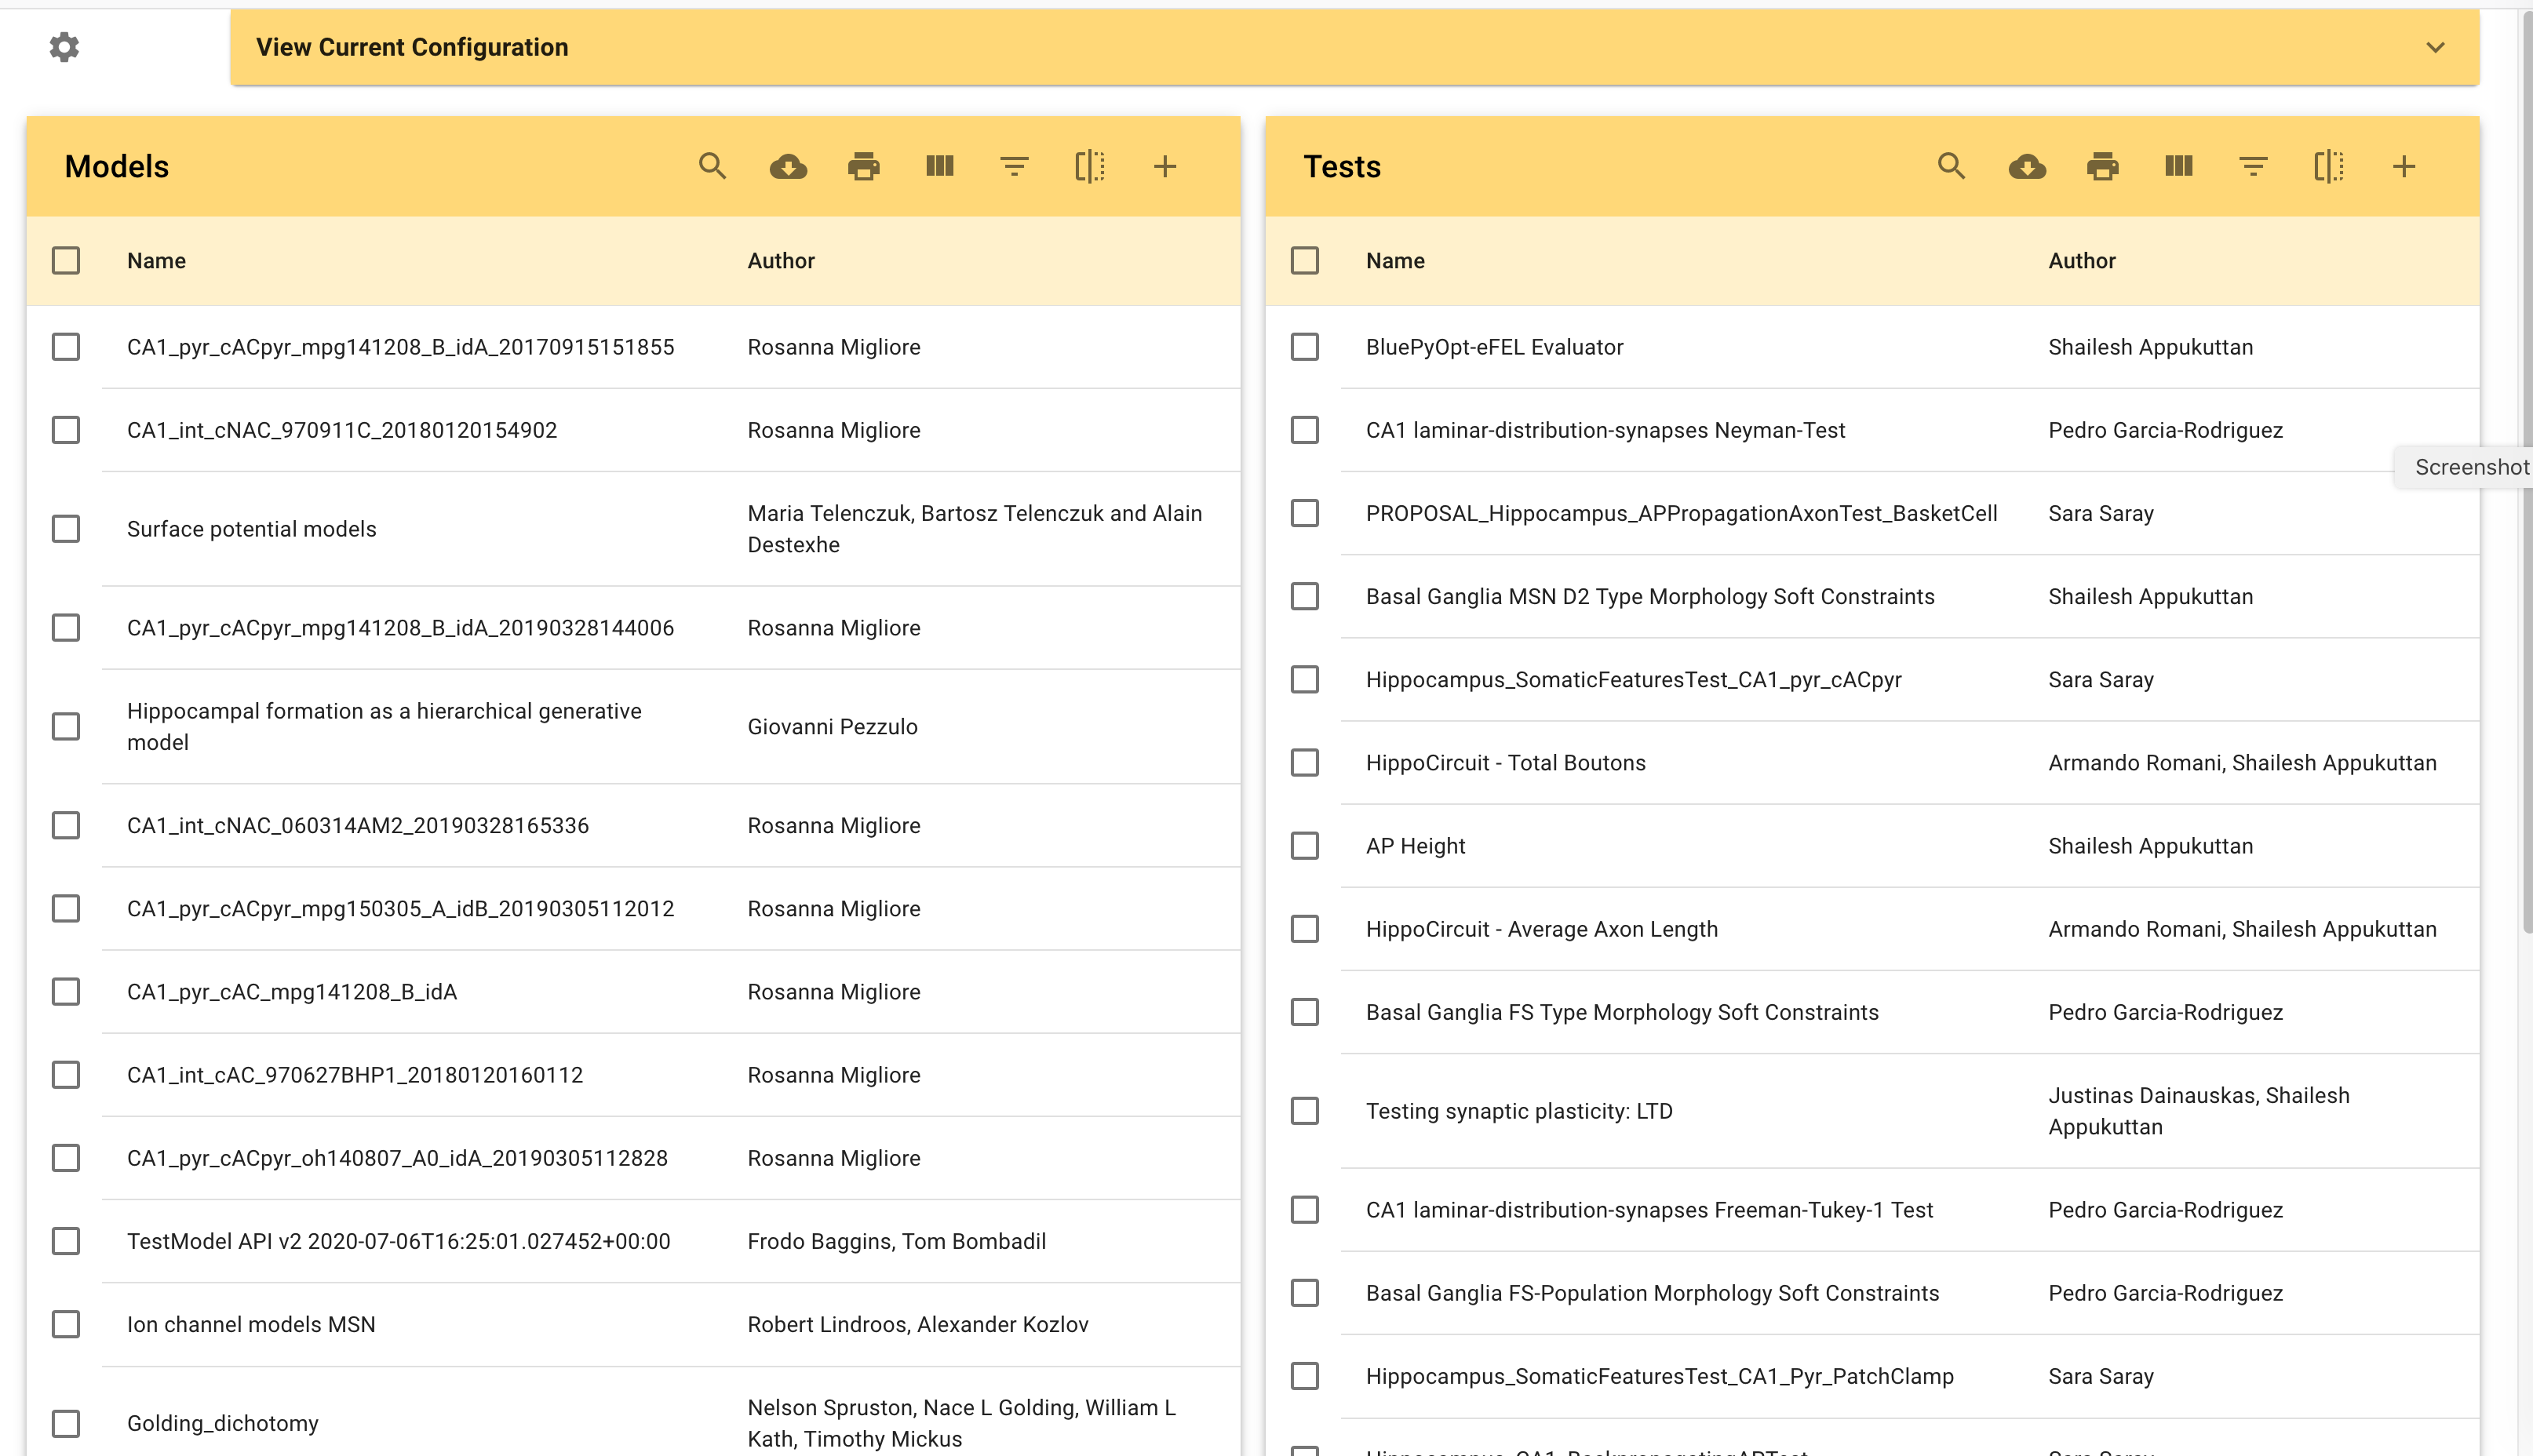 View Current Configuration
Models
Name Author
CA1_pyr_cACpyr_mpg141208_B_idA_20170915151855 Rosanna Migliore
CA1_int_cNAC_970911C_20180120154902 Rosanna Migliore
Surface potential models Maria Telenczuk, Bartosz Telenczuk and Alain
Destexhe
CA1_pyr_cACpyr_mpg141208_B_idA_20190328144006 Rosanna Migliore
Hippocampal formation as a hierarchical generative
model Giovanni Pezzulo
CA1_int_cNAC_060314AM2_20190328165336 Rosanna Migliore
CA1_pyr_cACpyr_mpg150305_A_idB_20190305112012 Rosanna Migliore
CA1_pyr_cAC_mpg141208_B_idA Rosanna Migliore
CA1_int_cAC_970627BHP1_20180120160112 Rosanna Migliore
CA1_pyr_cACpyr_oh140807_A0_idA_20190305112828 Rosanna Migliore
TestModel API v2 2020-07-06T16:25:01.027452+00:00 Frodo Baggins, Tom Bombadil
Ion channel models MSN Robert Lindroos, Alexander Kozlov
Golding_dichotomy Nelson Spruston, Nace L Golding, William L
Kath, Timothy Mickus
Tests
Name Author
BluePyOpt-eFEL Evaluator Shailesh Appukuttan
CA1 laminar-distribution-synapses Neyman-Test Pedro Garcia-Rodriguez
Screenshot
PROPOSAL_Hippocampus_APPropagationAxonTest_BasketCell Sara Saray
Basal Ganglia MSN D2 Type Morphology Soft Constraints Shailesh Appukuttan
Hippocampus_SomaticFeaturesTest_CA1_pyr_cACpyr Sara Saray
HippoCircuit - Total Boutons Armando Romani, Shailesh Appukuttan
AP Height Shailesh Appukuttan
HippoCircuit - Average Axon Length Armando Romani, Shailesh Appukuttan
Basal Ganglia FS Type Morphology Soft Constraints Pedro Garcia-Rodriguez
Testing synaptic plasticity: LTD Justinas Dainauskas, Shailesh
Appukuttan
CA1 laminar-distribution-synapses Freeman-Tukey-1 Test Pedro Garcia-Rodriguez
Basal Ganglia FS-Population Morphology Soft Constraints Pedro Garcia-Rodriguez
Hippocampus_SomaticFeaturesTest_CA1_Pyr_PatchClamp Sara Saray